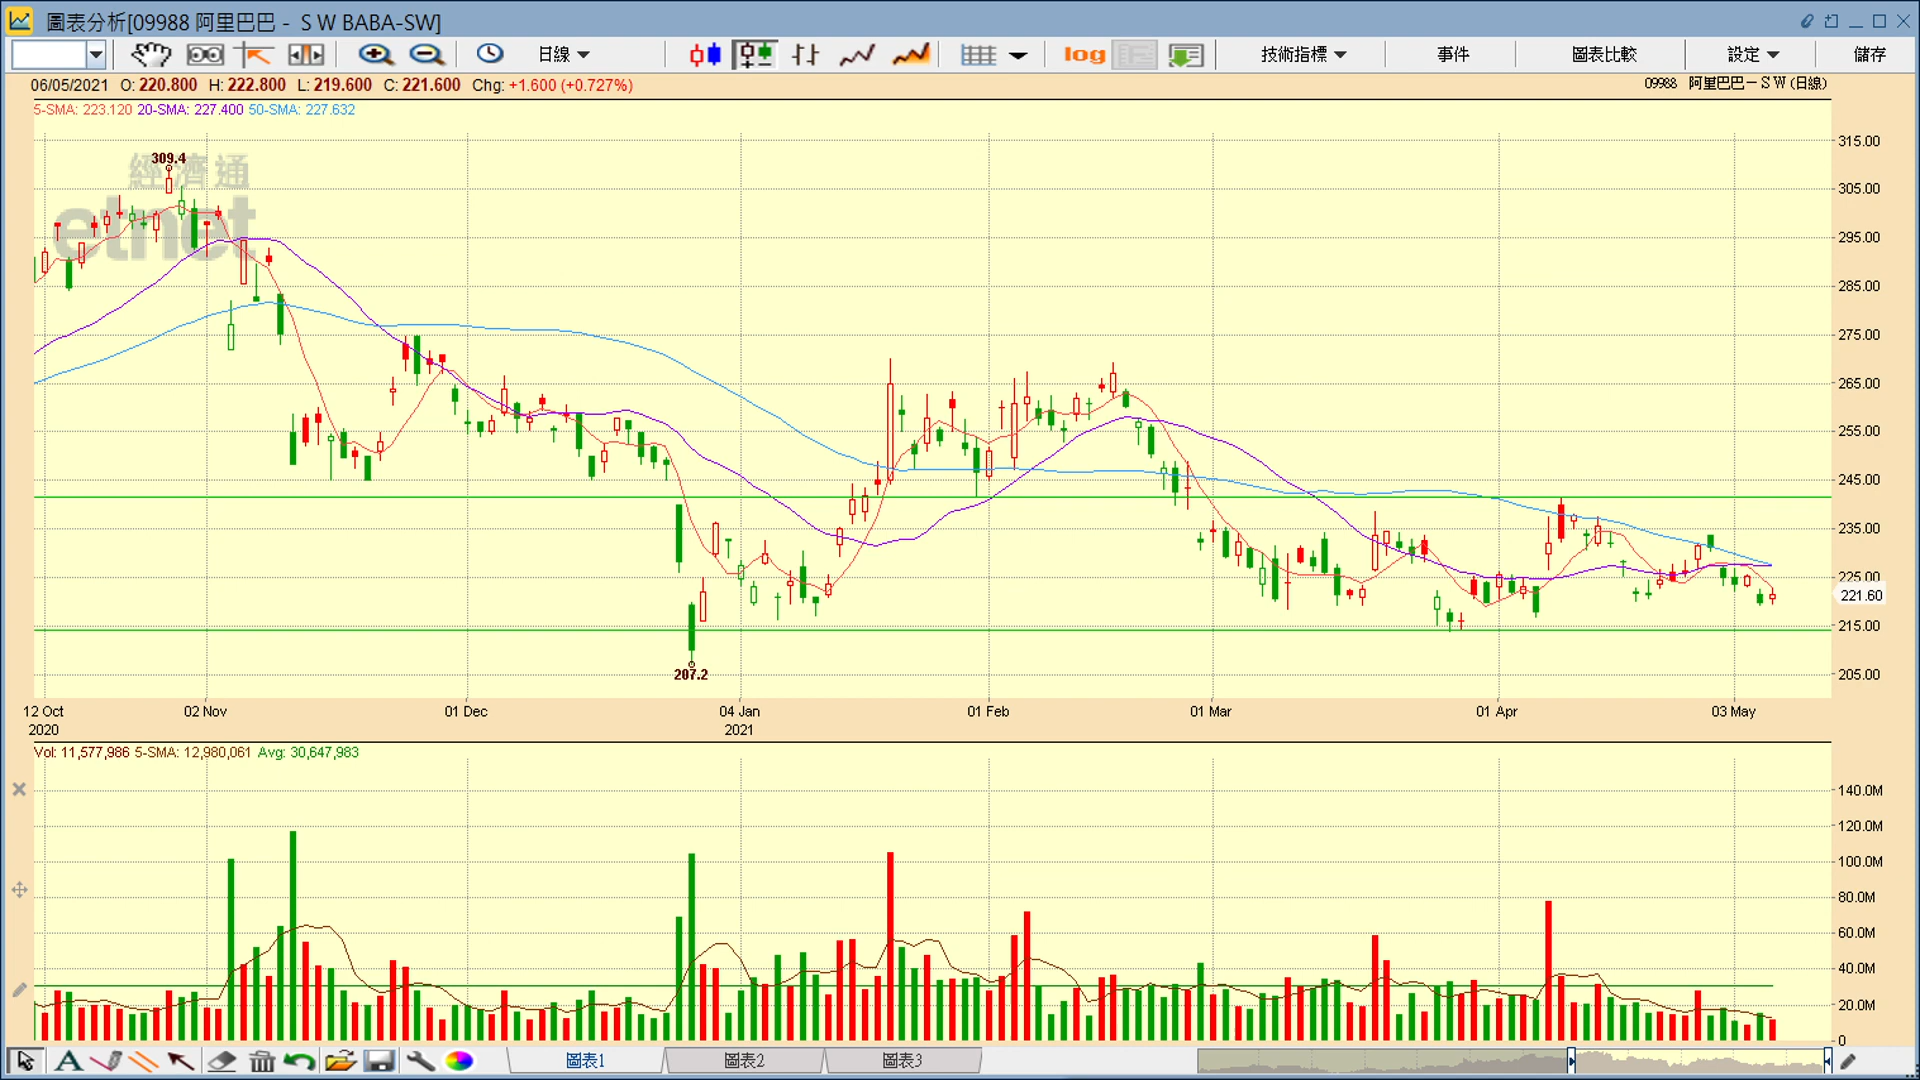 圖表分析[09988 阿里巴巴 - S W BABA-SW]
日線 log 技術指標 事件 圖表比較 設定 儲存
06/05/2021 O: 220.800 H: 222.800 L: 219.600 C: 221.600 Chg: +1.600 (+0.727%)
09988 阿里巴巴－ＳＷ(日線)
5-SMA: 223.120 20-SMA: 227.400 50-SMA: 227.632
經濟通
etnet
309.4
207.2
315.00
305.00
295.00
285.00
275.00
265.00
255.00
245.00
235.00
225.00
221.60
215.00
205.00
12 Oct 02 Nov 01 Dec 04 Jan 01 Feb 01 Mar 01 Apr 03 May
2020 2021
Vol: 11,577,986 5-SMA: 12,980,061 Avg: 30,647,983
140.0M
120.0M
100.0M
80.0M
60.0M
40.0M
20.0M
0
A 圖表1 圖表2 圖表3